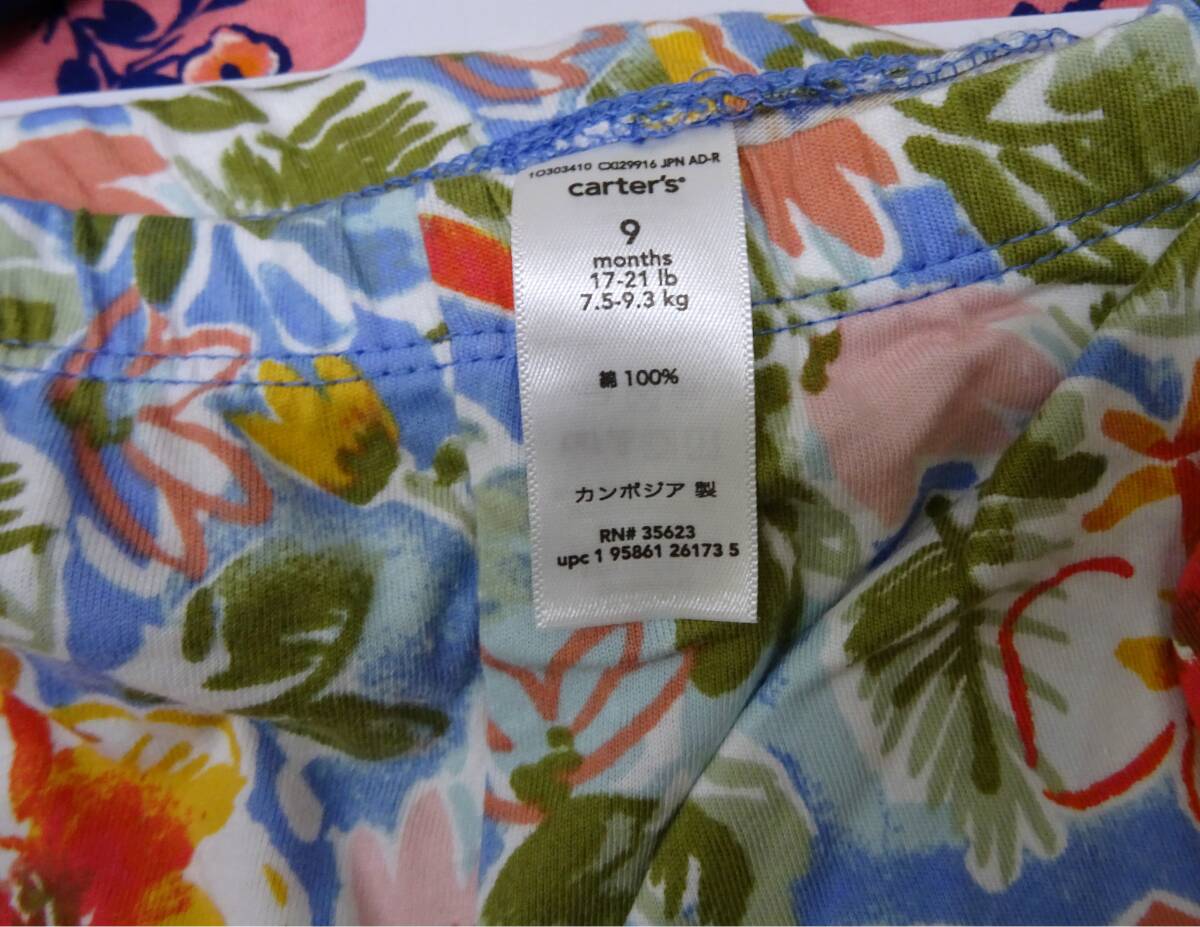 1O303410 CXI29916 JPN AD-R
carter's
9
months
17-21 lb
7.5-9.3 kg
綿 100%
カンボジア 製
RN# 35623
upc 1 95861 26173 5